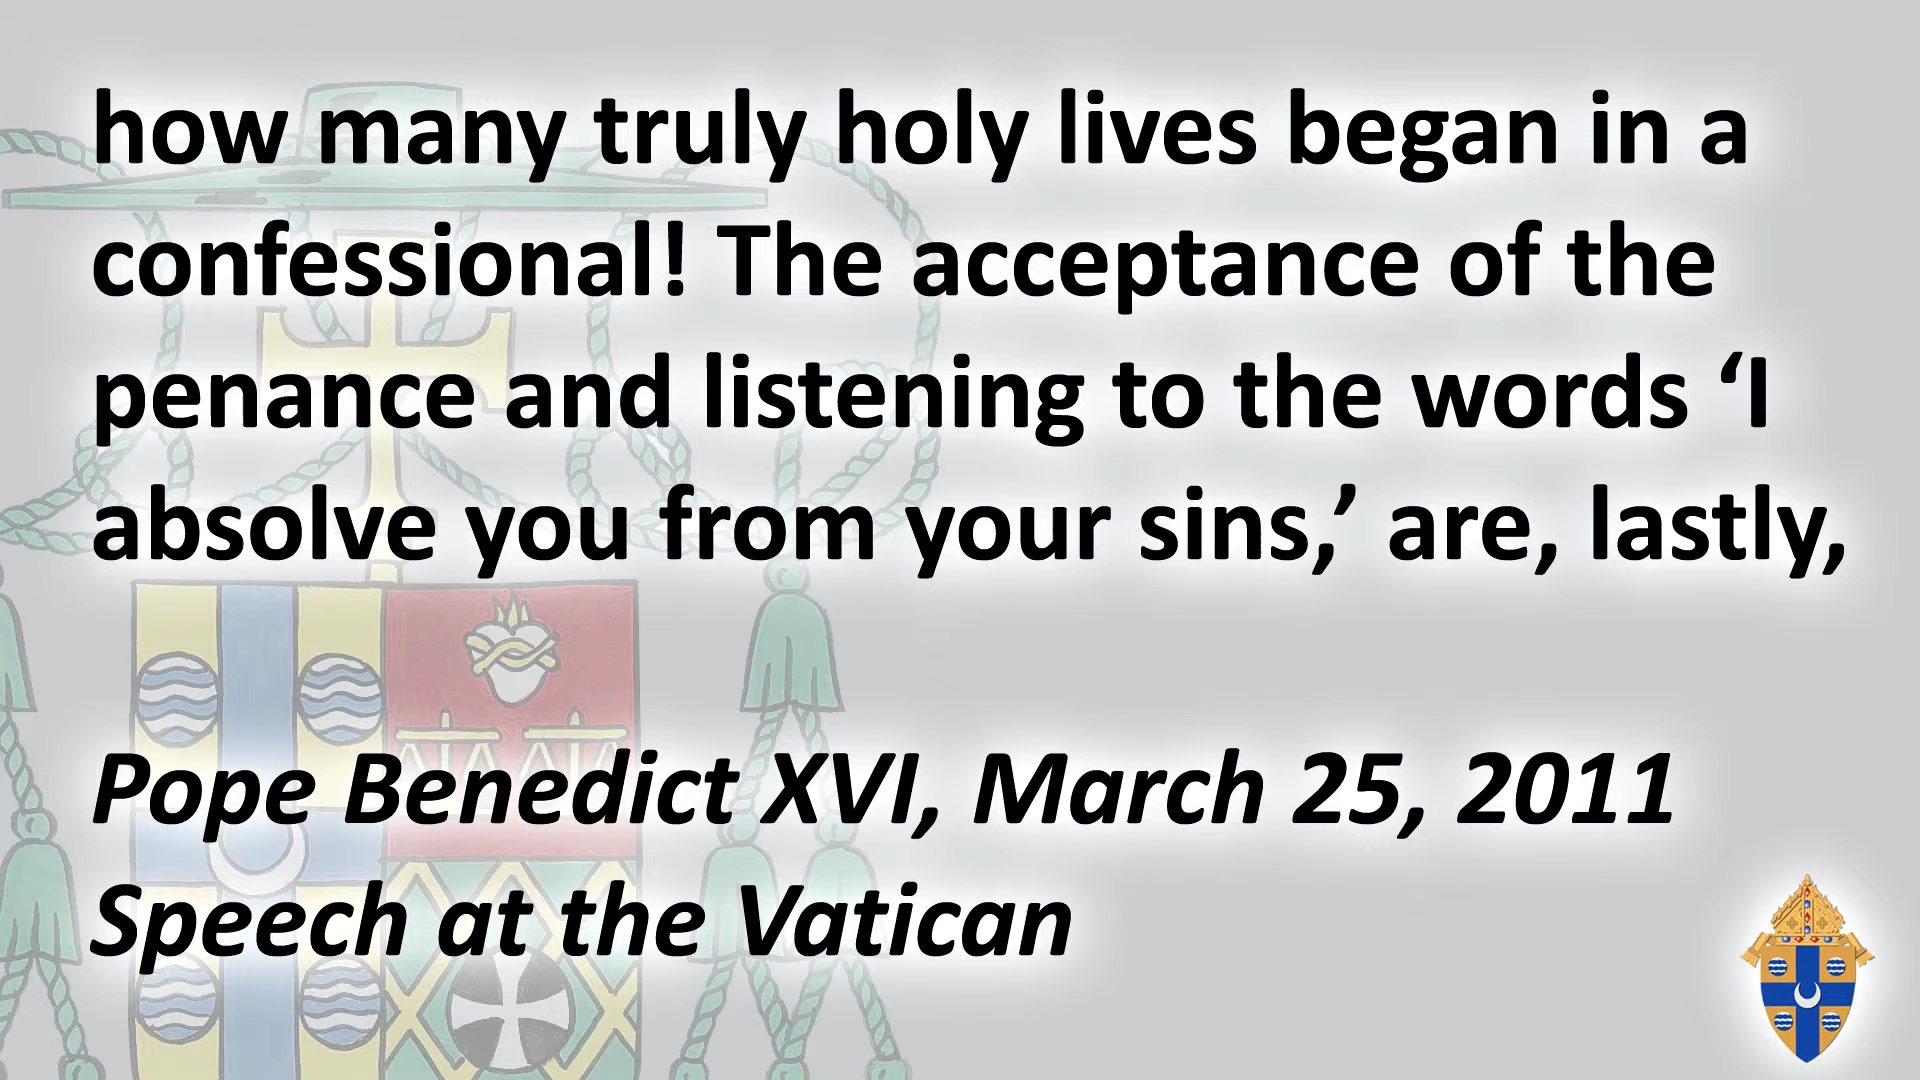 how many truly holy lives began in a
confessional! The acceptance of the
penance and listening to the words ‘I
absolve you from your sins,’ are, lastly,
Pope Benedict XVI, March 25, 2011
Speech at the Vatican